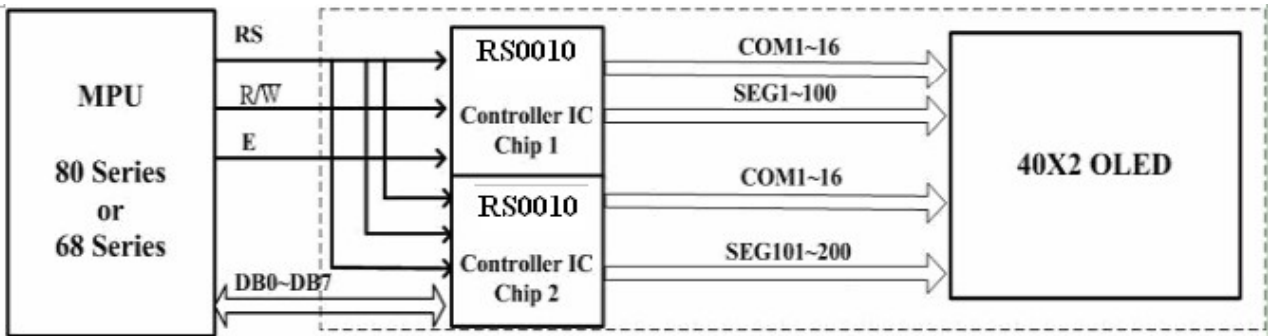 MPU
80 Series
or
68 Series
RS
R/W̅
E
DB0~DB7
RS0010
Controller IC
Chip 1
RS0010
Controller IC
Chip 2
COM1~16
SEG1~100
COM1~16
SEG101~200
40X2 OLED